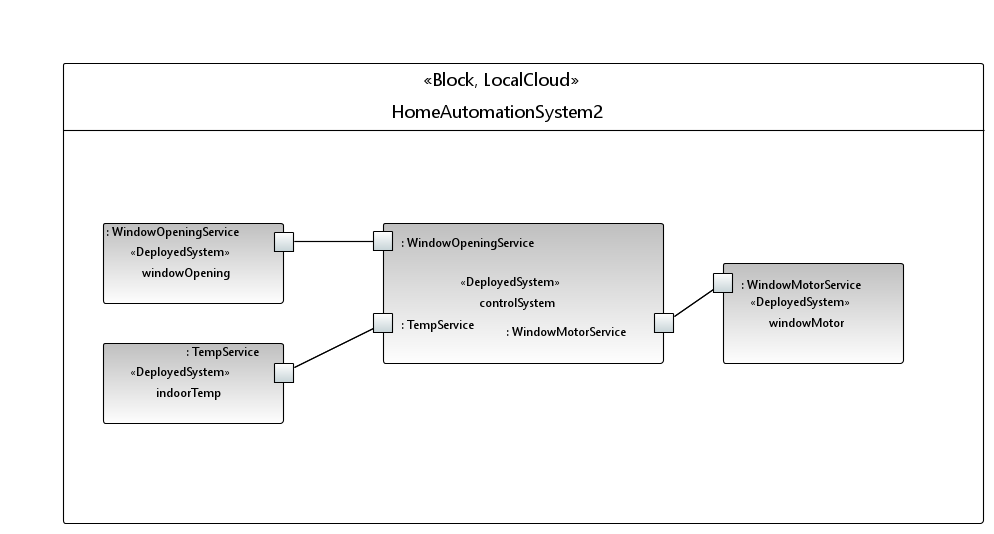 «Block, LocalCloud»
HomeAutomationSystem2
: WindowOpeningService
«DeployedSystem»
windowOpening
: TempService
«DeployedSystem»
indoorTemp
: WindowOpeningService
«DeployedSystem»
controlSystem
: TempService
: WindowMotorService
: WindowMotorService
«DeployedSystem»
windowMotor